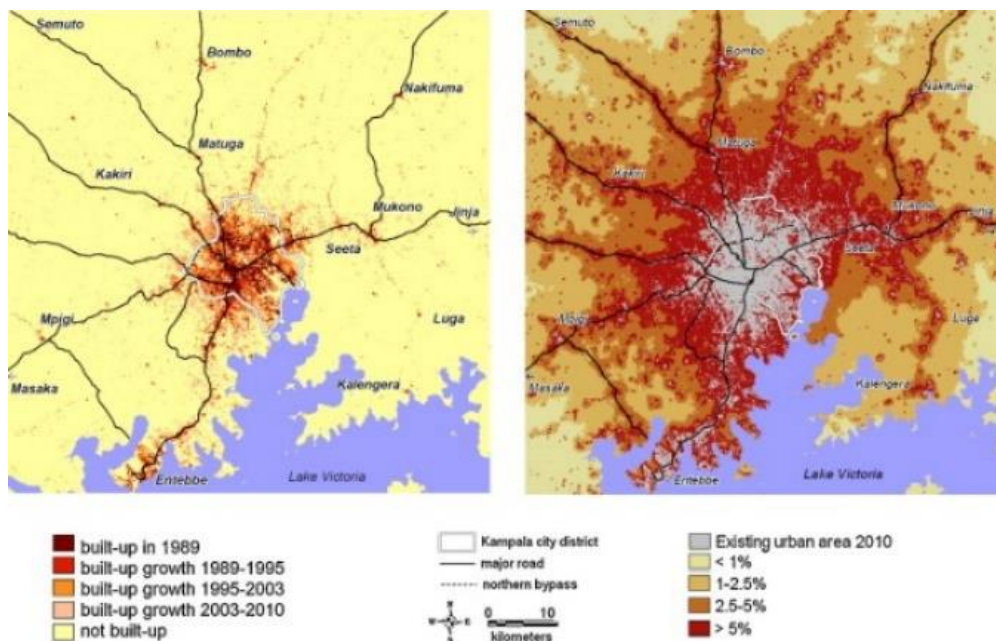 Semuto
Bombo
Nakifuma
Matuga
Kakiri
Mukono
Jinja
Seeta
Mpigi
Luga
Masaka
Kalengera
Entebbe
Lake Victoria
Semuto
Bombo
Nakifuma
Matuga
Kakiri
Mukono
Jinja
Seeta
Mpigi
Luga
Masaka
Kalengera
Entebbe
Lake Victoria
built-up in 1989
built-up growth 1989-1995
built-up growth 1995-2003
built-up growth 2003-2010
not built-up
Kampala city district
major road
northern bypass
N
W E
S
0 10
kilometers
Existing urban area 2010
< 1%
1-2.5%
2.5-5%
> 5%